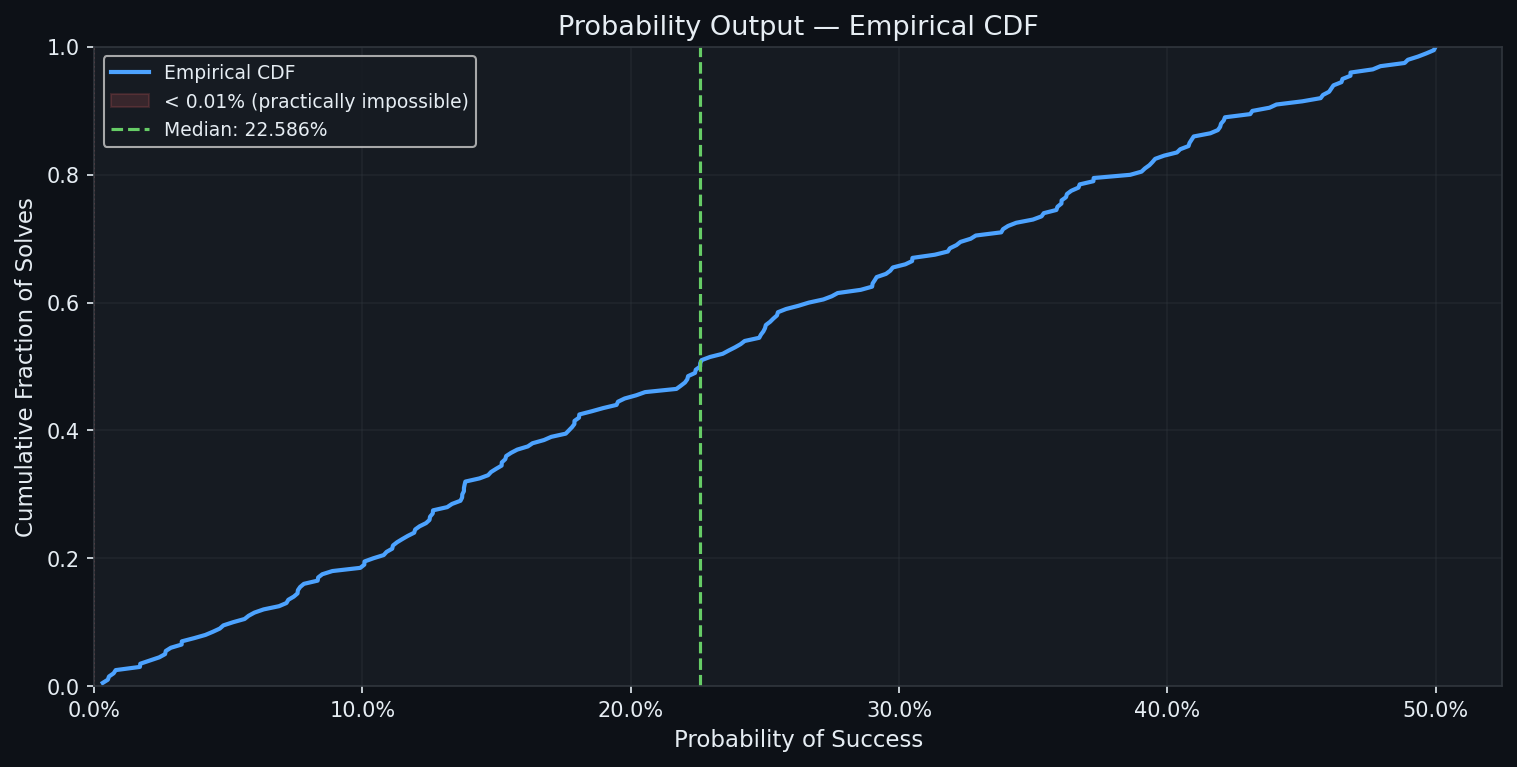 Probability Output — Empirical CDF
Empirical CDF
< 0.01% (practically impossible)
Median: 22.586%
Cumulative Fraction of Solves
1.0
0.8
0.6
0.4
0.2
0.0
0.0%
10.0%
20.0%
30.0%
40.0%
50.0%
Probability of Success